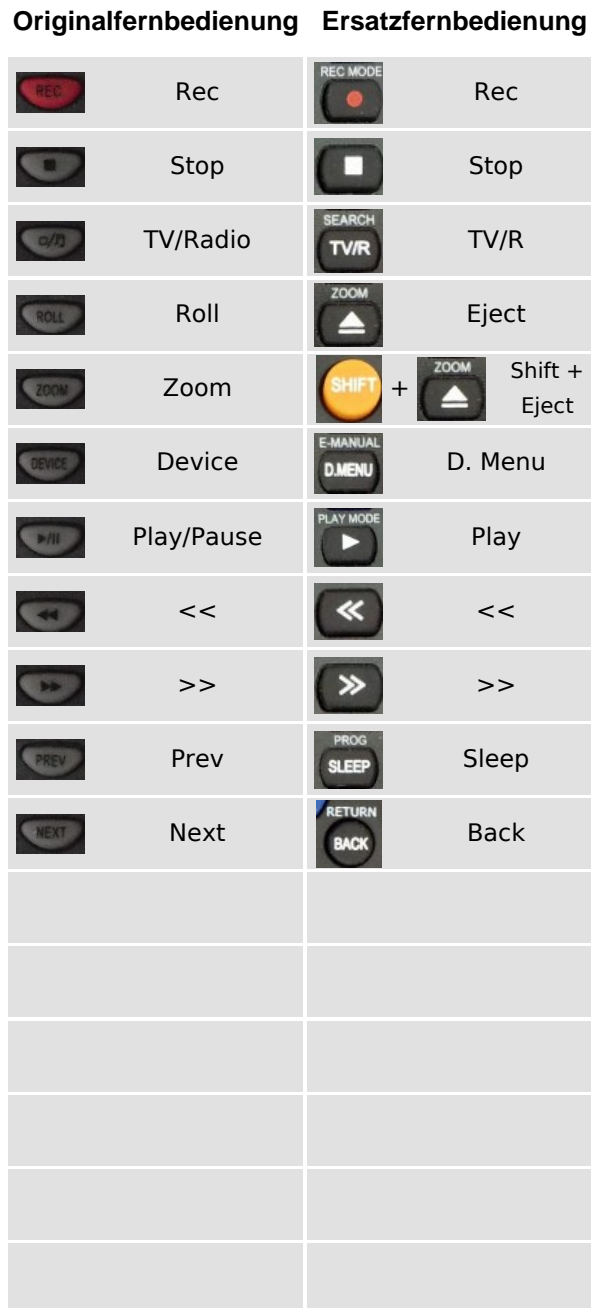 Originalfernbedienung Ersatzfernbedienung
REC Rec REC MODE Rec
Stop Stop
TV/Radio SEARCH TV/R TV/R
ROLL Roll ZOOM Eject
ZOOM Zoom SHIFT + ZOOM Shift + Eject
DEVICE Device E-MANUAL D.MENU D. Menu
Play/Pause PLAY MODE Play
<< <<
>> >>
PREV Prev PROG SLEEP Sleep
NEXT Next RETURN BACK Back